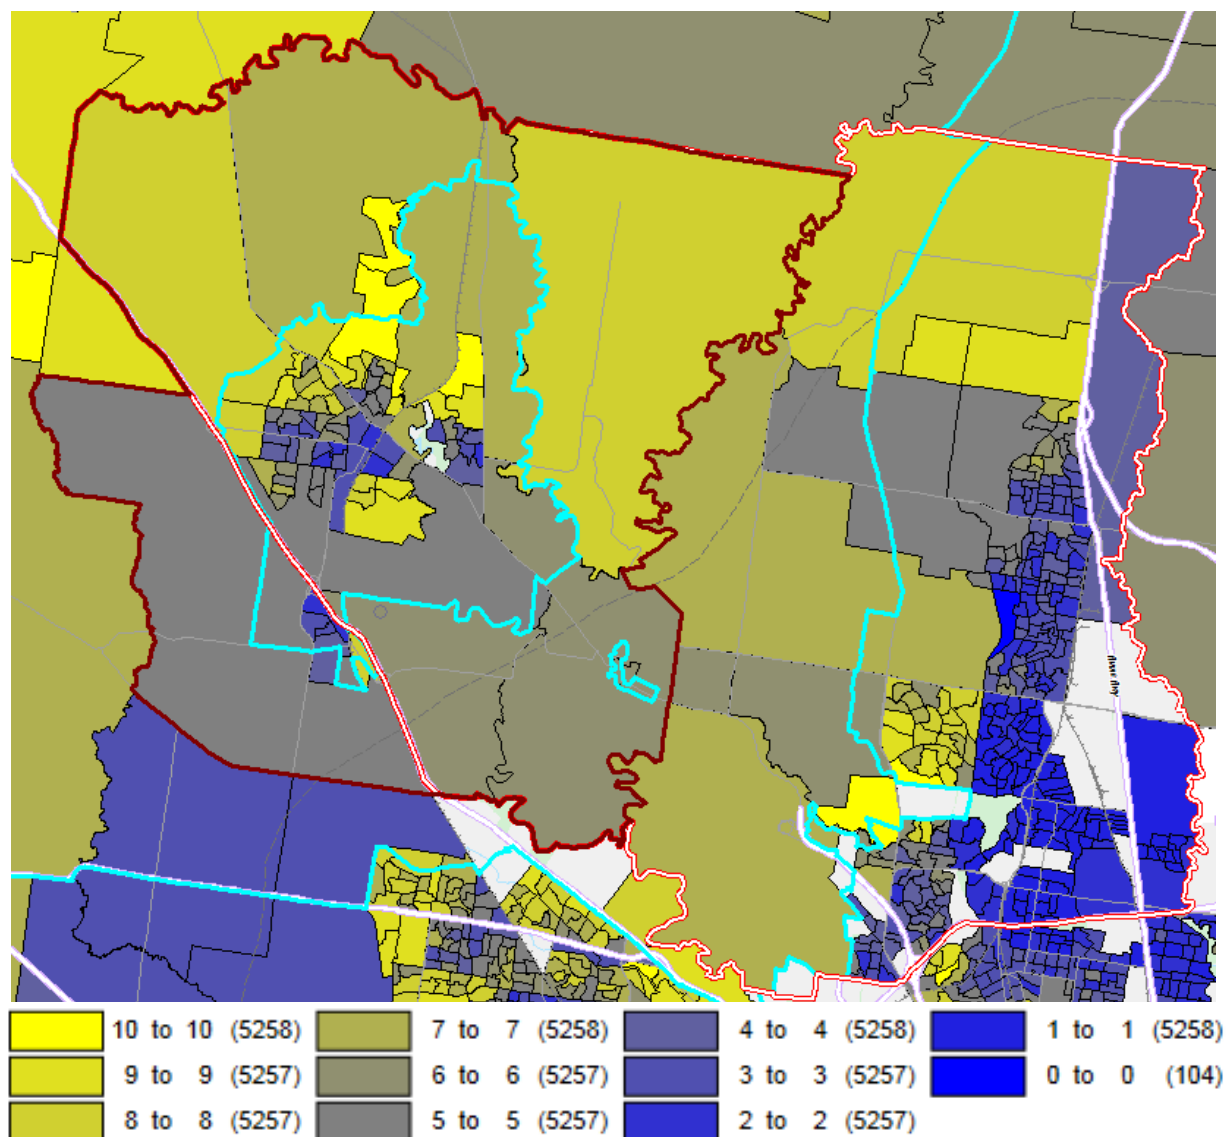 10 to 10 (5258)
9 to 9 (5257)
8 to 8 (5257)
7 to 7 (5258)
6 to 6 (5257)
5 to 5 (5257)
4 to 4 (5258)
3 to 3 (5257)
2 to 2 (5257)
1 to 1 (5258)
0 to 0 (104)